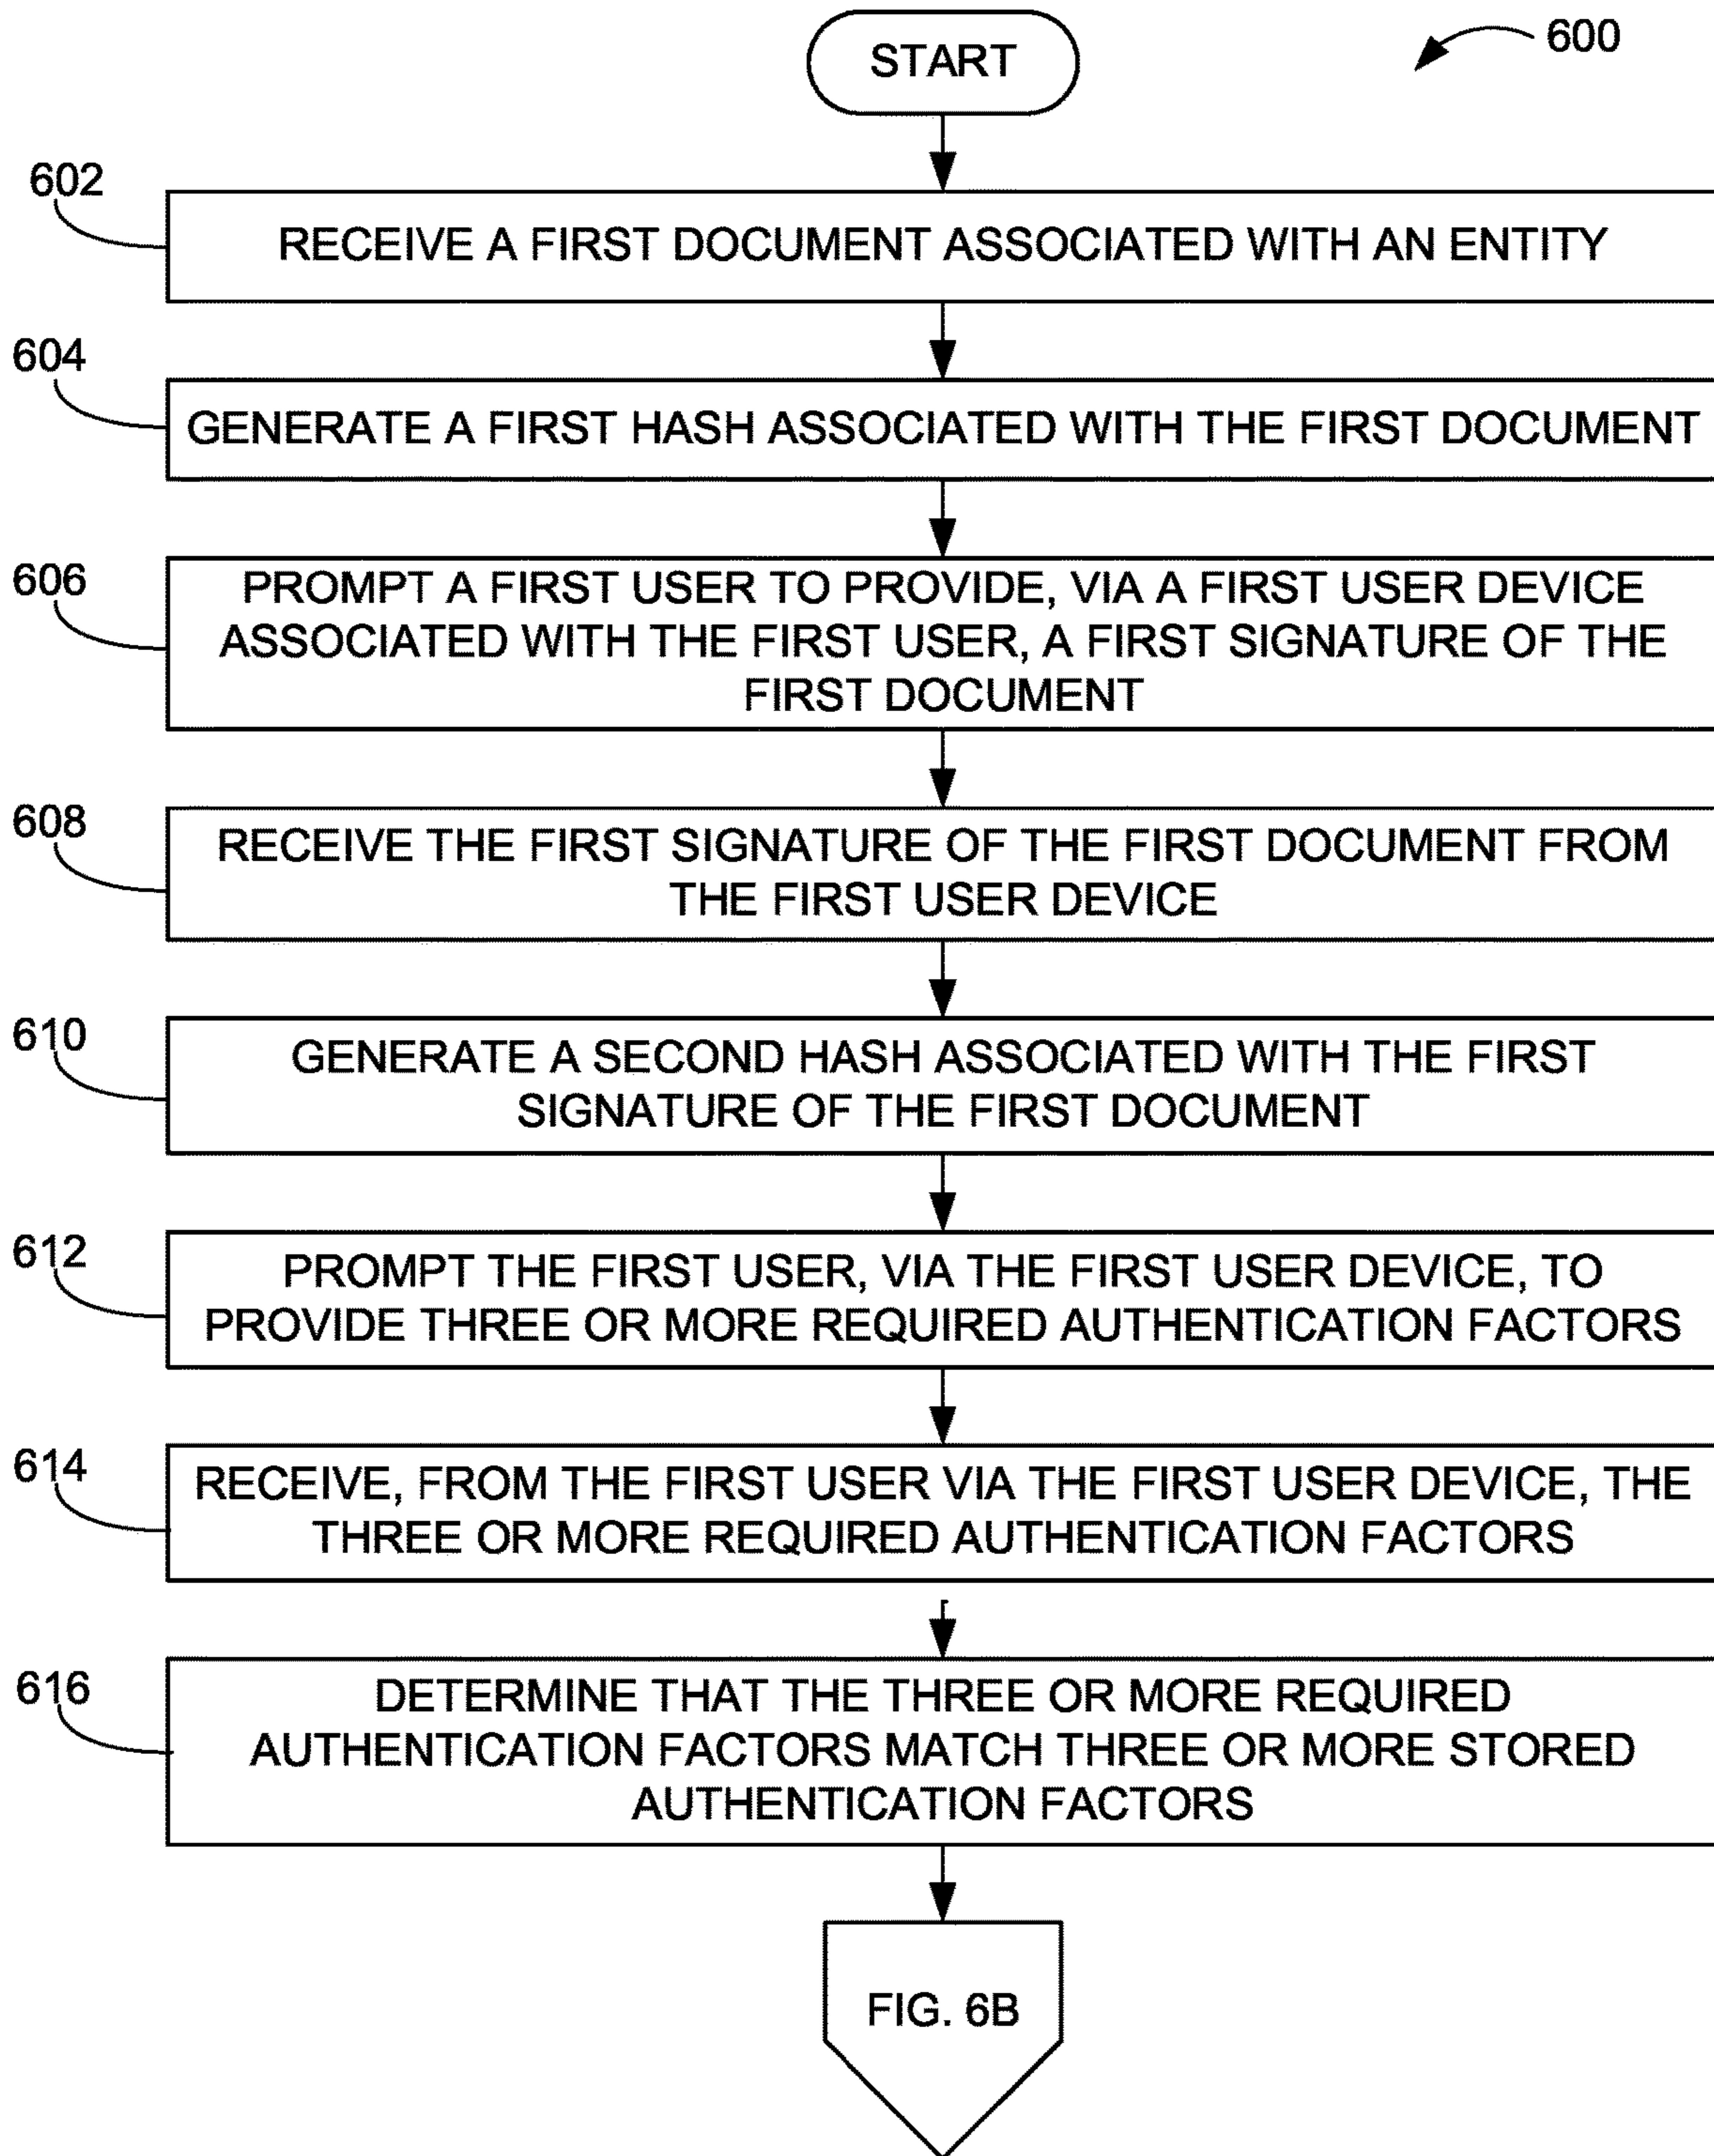 START
600
602
RECEIVE A FIRST DOCUMENT ASSOCIATED WITH AN ENTITY
604
GENERATE A FIRST HASH ASSOCIATED WITH THE FIRST DOCUMENT
606
PROMPT A FIRST USER TO PROVIDE, VIA A FIRST USER DEVICE
ASSOCIATED WITH THE FIRST USER, A FIRST SIGNATURE OF THE
FIRST DOCUMENT
608
RECEIVE THE FIRST SIGNATURE OF THE FIRST DOCUMENT FROM
THE FIRST USER DEVICE
610
GENERATE A SECOND HASH ASSOCIATED WITH THE FIRST
SIGNATURE OF THE FIRST DOCUMENT
612
PROMPT THE FIRST USER, VIA THE FIRST USER DEVICE, TO
PROVIDE THREE OR MORE REQUIRED AUTHENTICATION FACTORS
614
RECEIVE, FROM THE FIRST USER VIA THE FIRST USER DEVICE, THE
THREE OR MORE REQUIRED AUTHENTICATION FACTORS
616
DETERMINE THAT THE THREE OR MORE REQUIRED
AUTHENTICATION FACTORS MATCH THREE OR MORE STORED
AUTHENTICATION FACTORS
FIG. 6B